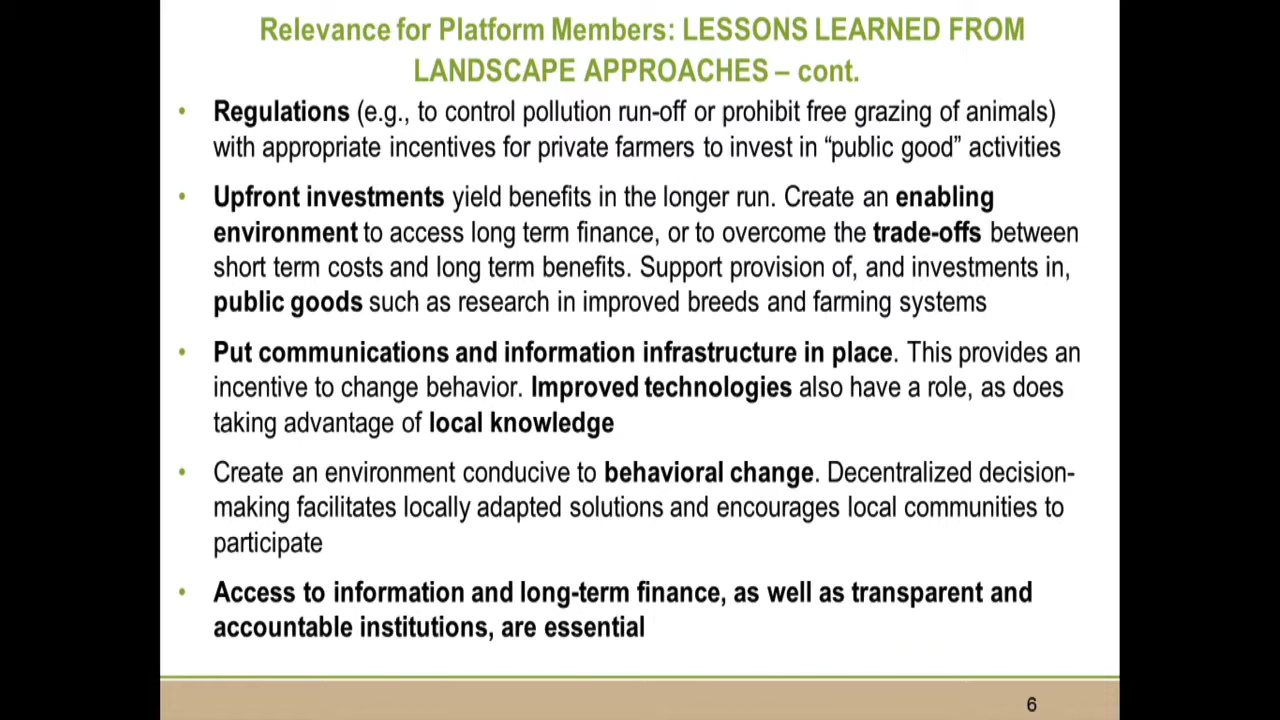 Relevance for Platform Members: LESSONS LEARNED FROM
LANDSCAPE APPROACHES – cont.
• Regulations (e.g., to control pollution run-off or prohibit free grazing of animals)
with appropriate incentives for private farmers to invest in “public good” activities
• Upfront investments yield benefits in the longer run. Create an enabling
environment to access long term finance, or to overcome the trade-offs between
short term costs and long term benefits. Support provision of, and investments in,
public goods such as research in improved breeds and farming systems
• Put communications and information infrastructure in place. This provides an
incentive to change behavior. Improved technologies also have a role, as does
taking advantage of local knowledge
• Create an environment conducive to behavioral change. Decentralized decision-
making facilitates locally adapted solutions and encourages local communities to
participate
• Access to information and long-term finance, as well as transparent and
accountable institutions, are essential
6